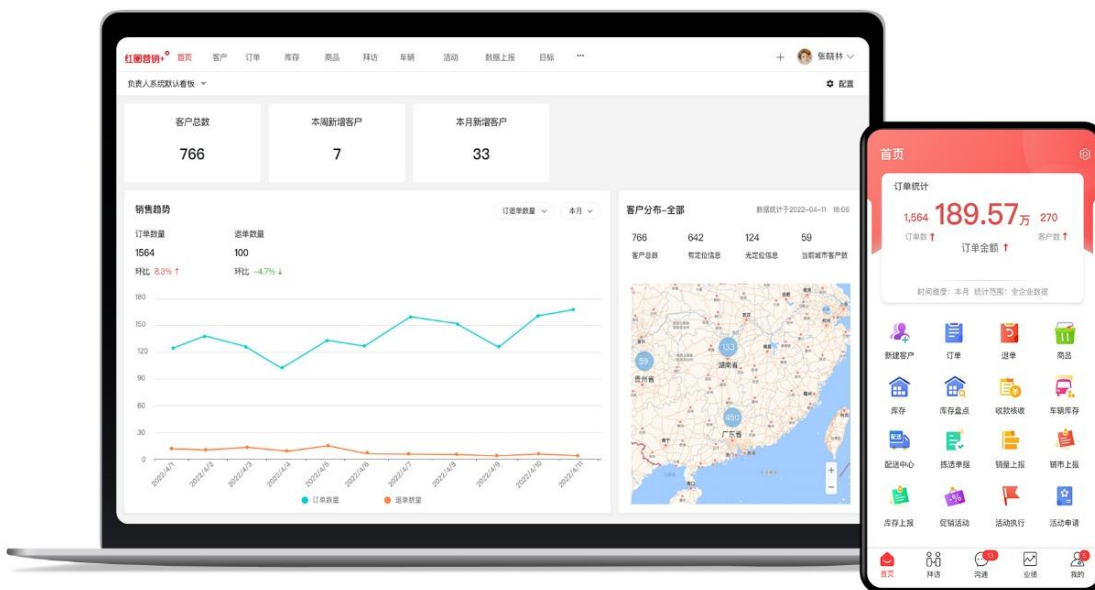 红圈营销+ 首页 客户 订单 库存 商品 拜访 车辆 活动 数据上报 目标 ··· + 张晓林
负责人系统默认看板 配置
客户总数 本周新增客户 本月新增客户
766 7 33
销售趋势 订退单数量 本月
订单数量 退单数量
1564 100
环比 8.3% ↑ 环比 -4.7% ↓
180
150
120
90
60
30
0
2022/4/1 2022/4/2 2022/4/3 2022/4/4 2022/4/5 2022/4/6 2022/4/7 2022/4/8 2022/4/9 2022/4/10 2022/4/11
订单数量 退单数量
客户分布-全部 数据统计于2022-04-11 18:06
766 642 124 59
客户总数 有定位信息 无定位信息 当前城市客户数
133
湖南省
59
贵州省
450
广东省
+
−
首页
订单统计
1,564 189.57万 270
订单数 ↑ 订单金额 ↑ 客户数 ↑
时间维度：本月 统计范围：全企业数据
新建客户 订单 退单 商品
库存 库存盘点 收款核收 车辆库存
配送
配送中心 拣选单据 销量上报 销市上报
库存上报 促销活动 活动执行 活动申请
13 5
首页 拜访 沟通 业绩 我的